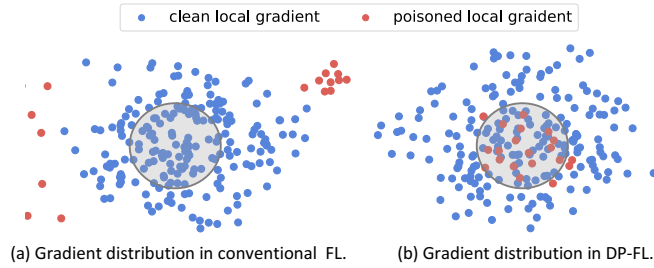 clean local gradient poisoned local graident
(a) Gradient distribution in conventional FL.
(b) Gradient distribution in DP-FL.